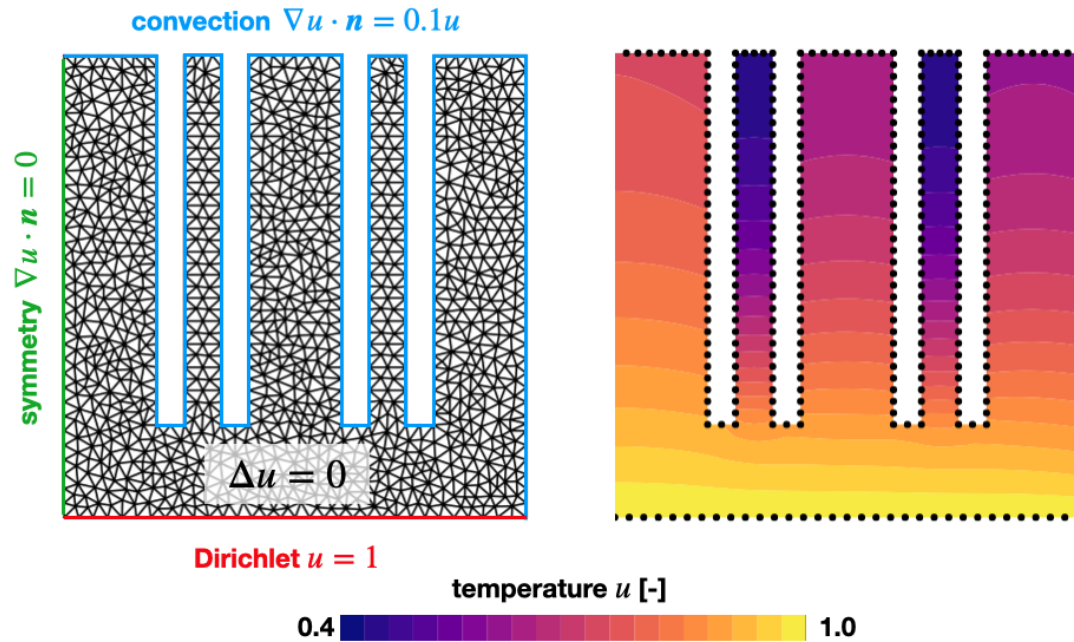 convection ∇u · n = 0.1u
symmetry ∇u · n = 0
Δu = 0
Dirichlet u = 1
temperature u [-]
0.4 1.0